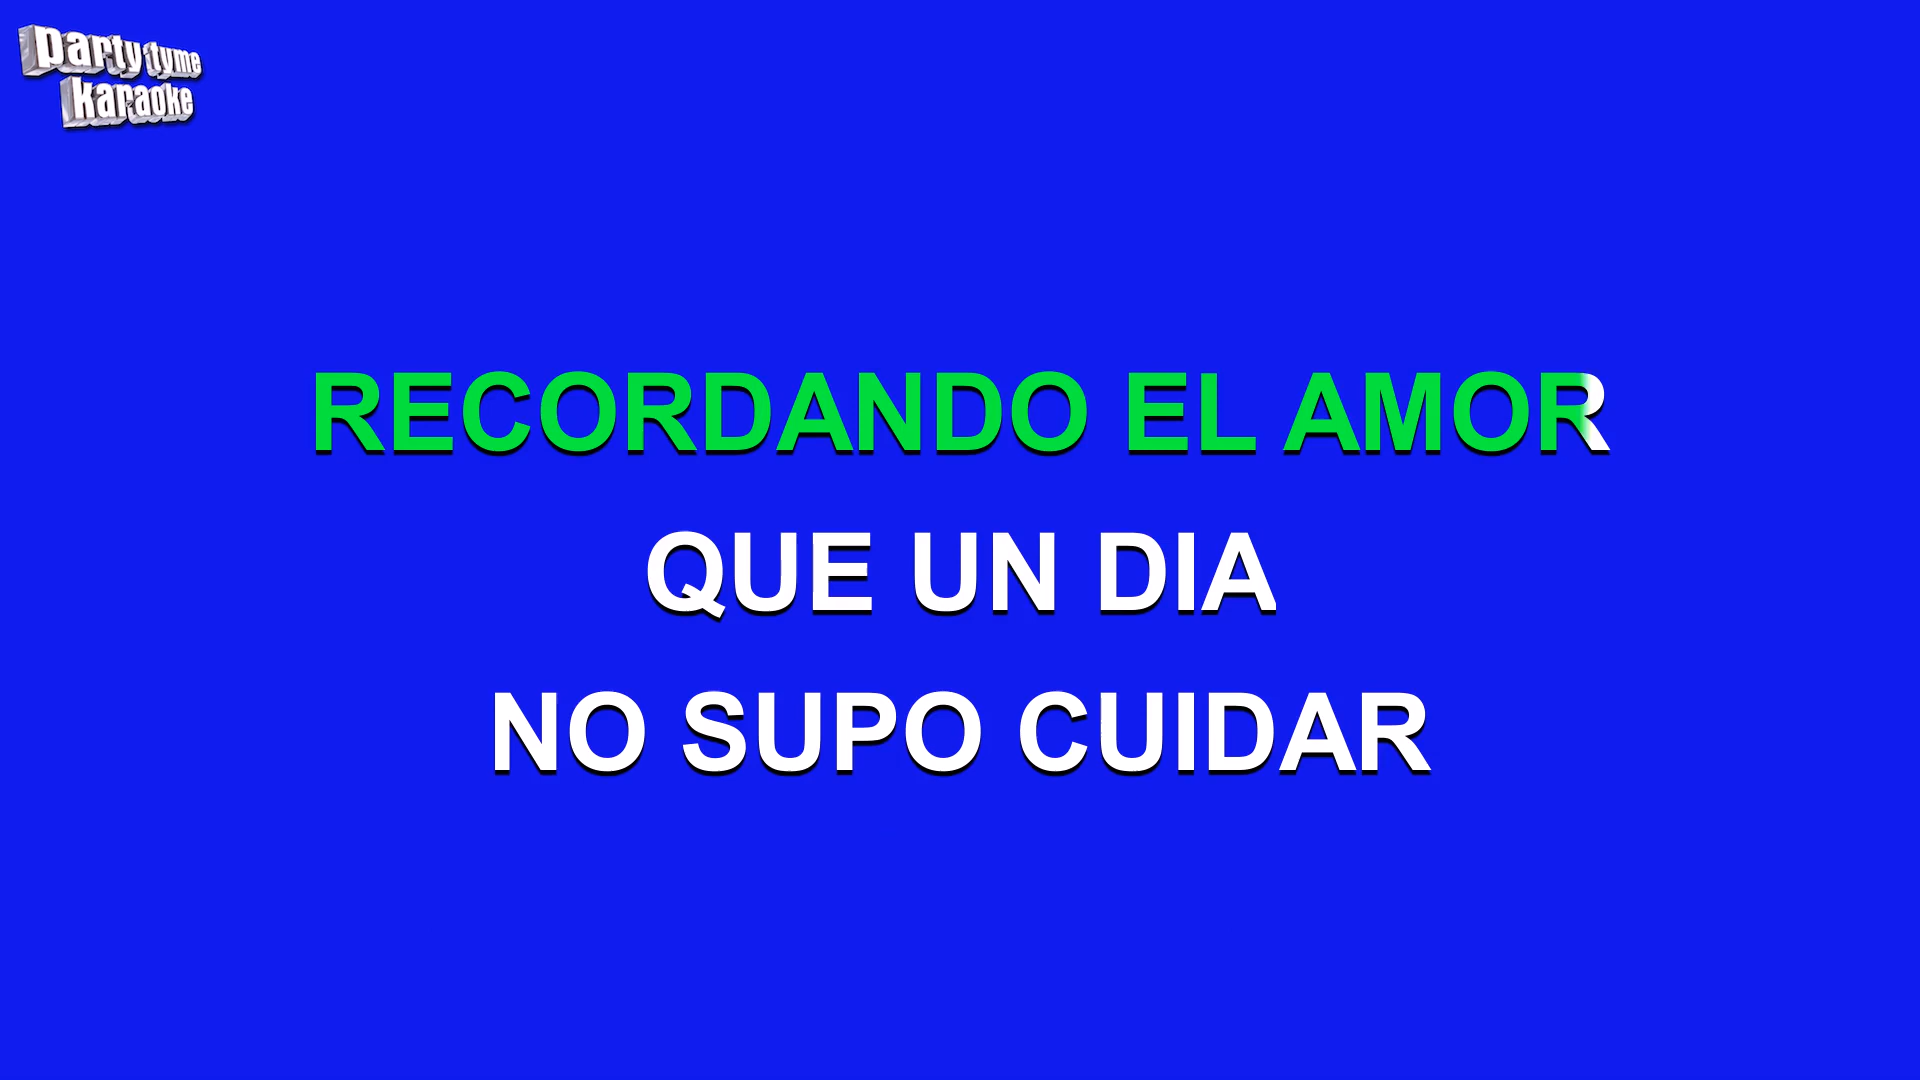 party tyme
karaoke
RECORDANDO EL AMOR
QUE UN DIA
NO SUPO CUIDAR